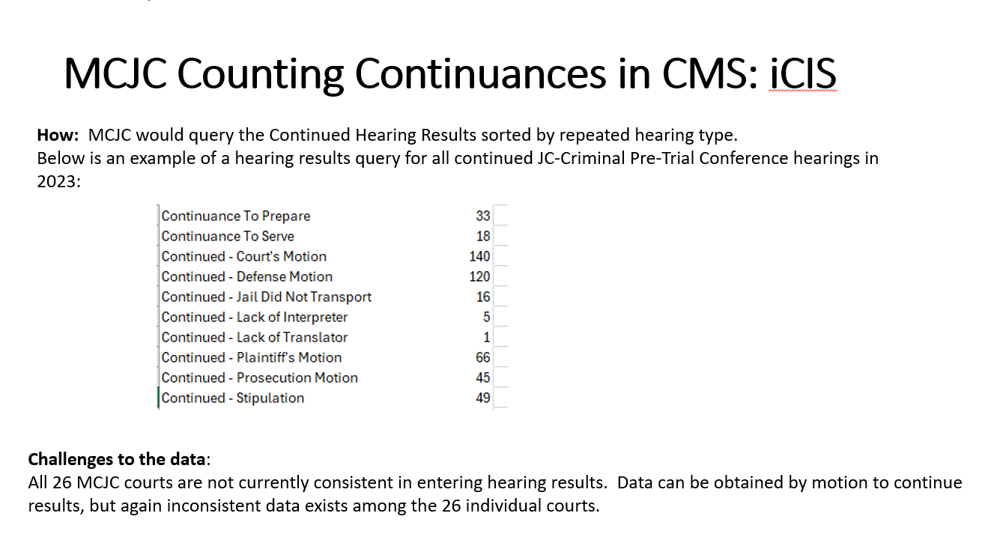 MCJC Counting Continuances in CMS: iCIS
How: MCJC would query the Continued Hearing Results sorted by repeated hearing type.
Below is an example of a hearing results query for all continued JC-Criminal Pre-Trial Conference hearings in
2023:
Continuance To Prepare 33
Continuance To Serve 18
Continued - Court's Motion 140
Continued - Defense Motion 120
Continued - Jail Did Not Transport 16
Continued - Lack of Interpreter 5
Continued - Lack of Translator 1
Continued - Plaintiff's Motion 66
Continued - Prosecution Motion 45
Continued - Stipulation 49
Challenges to the data:
All 26 MCJC courts are not currently consistent in entering hearing results. Data can be obtained by motion to continue
results, but again inconsistent data exists among the 26 individual courts.